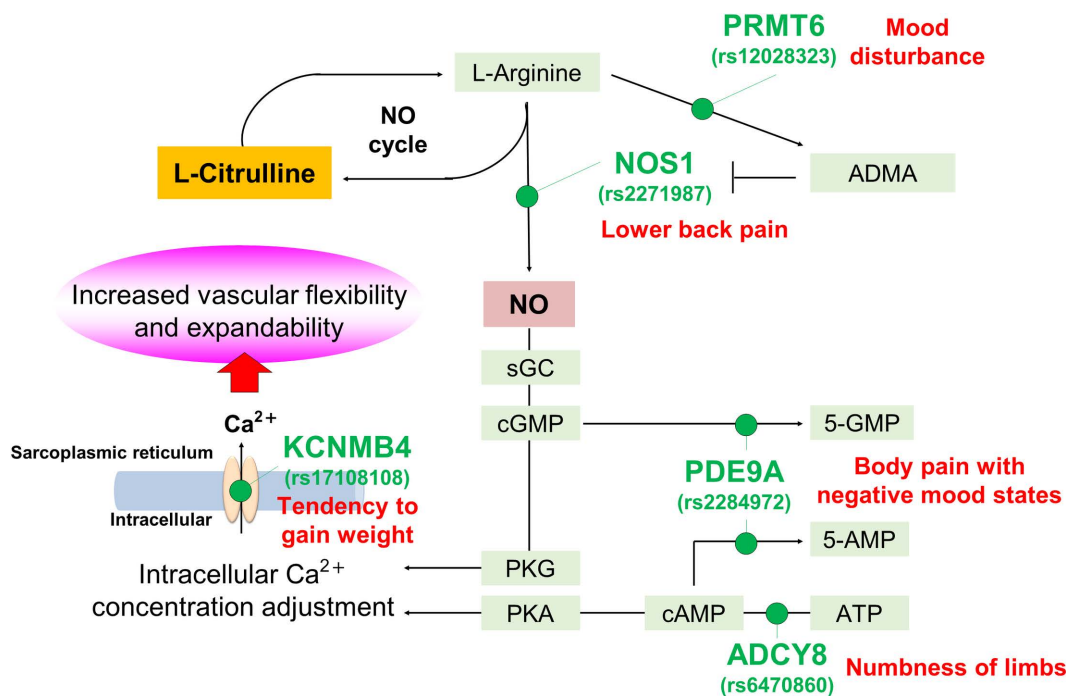 PRMT6
(rs12028323)
Mood
disturbance
L-Arginine
NO
cycle
L-Citrulline
NOS1
(rs2271987)
ADMA
Lower back pain
Increased vascular flexibility
and expandability
NO
sGC
cGMP
5-GMP
Ca2+
Sarcoplasmic reticulum
KCNMB4
(rs17108108)
Intracellular
Tendency to
gain weight
PDE9A
(rs2284972)
Body pain with
negative mood states
5-AMP
Intracellular Ca2+
concentration adjustment
PKG
PKA
cAMP
ATP
ADCY8
(rs6470860)
Numbness of limbs